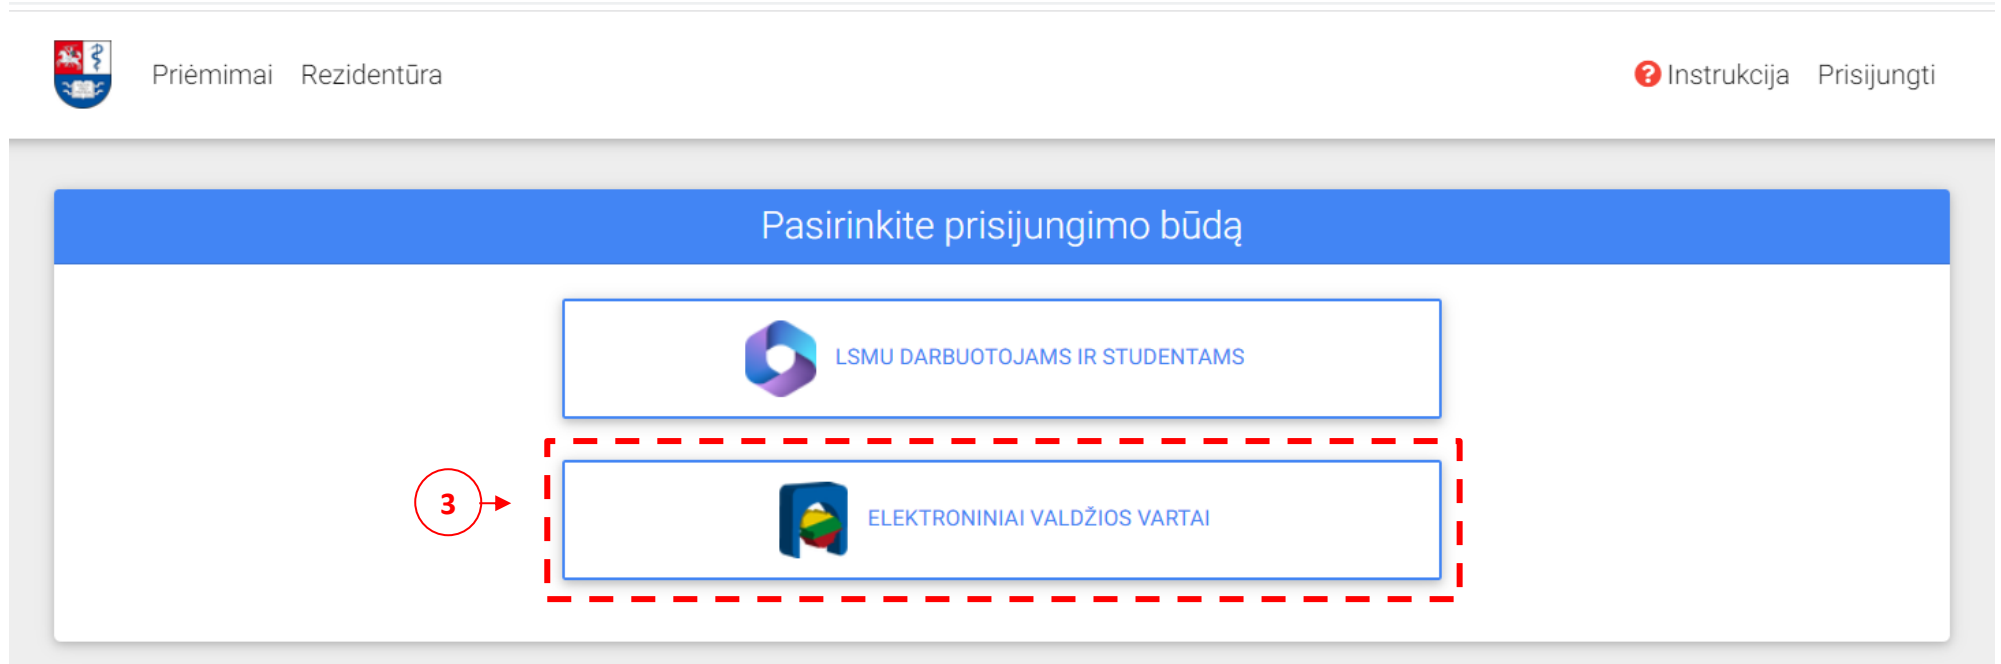 Priėmimai Rezidentūra ? Instrukcija Prisijungti
Pasirinkite prisijungimo būdą
LSMU DARBUOTOJAMS IR STUDENTAMS
3
ELEKTRONINIAI VALDŽIOS VARTAI